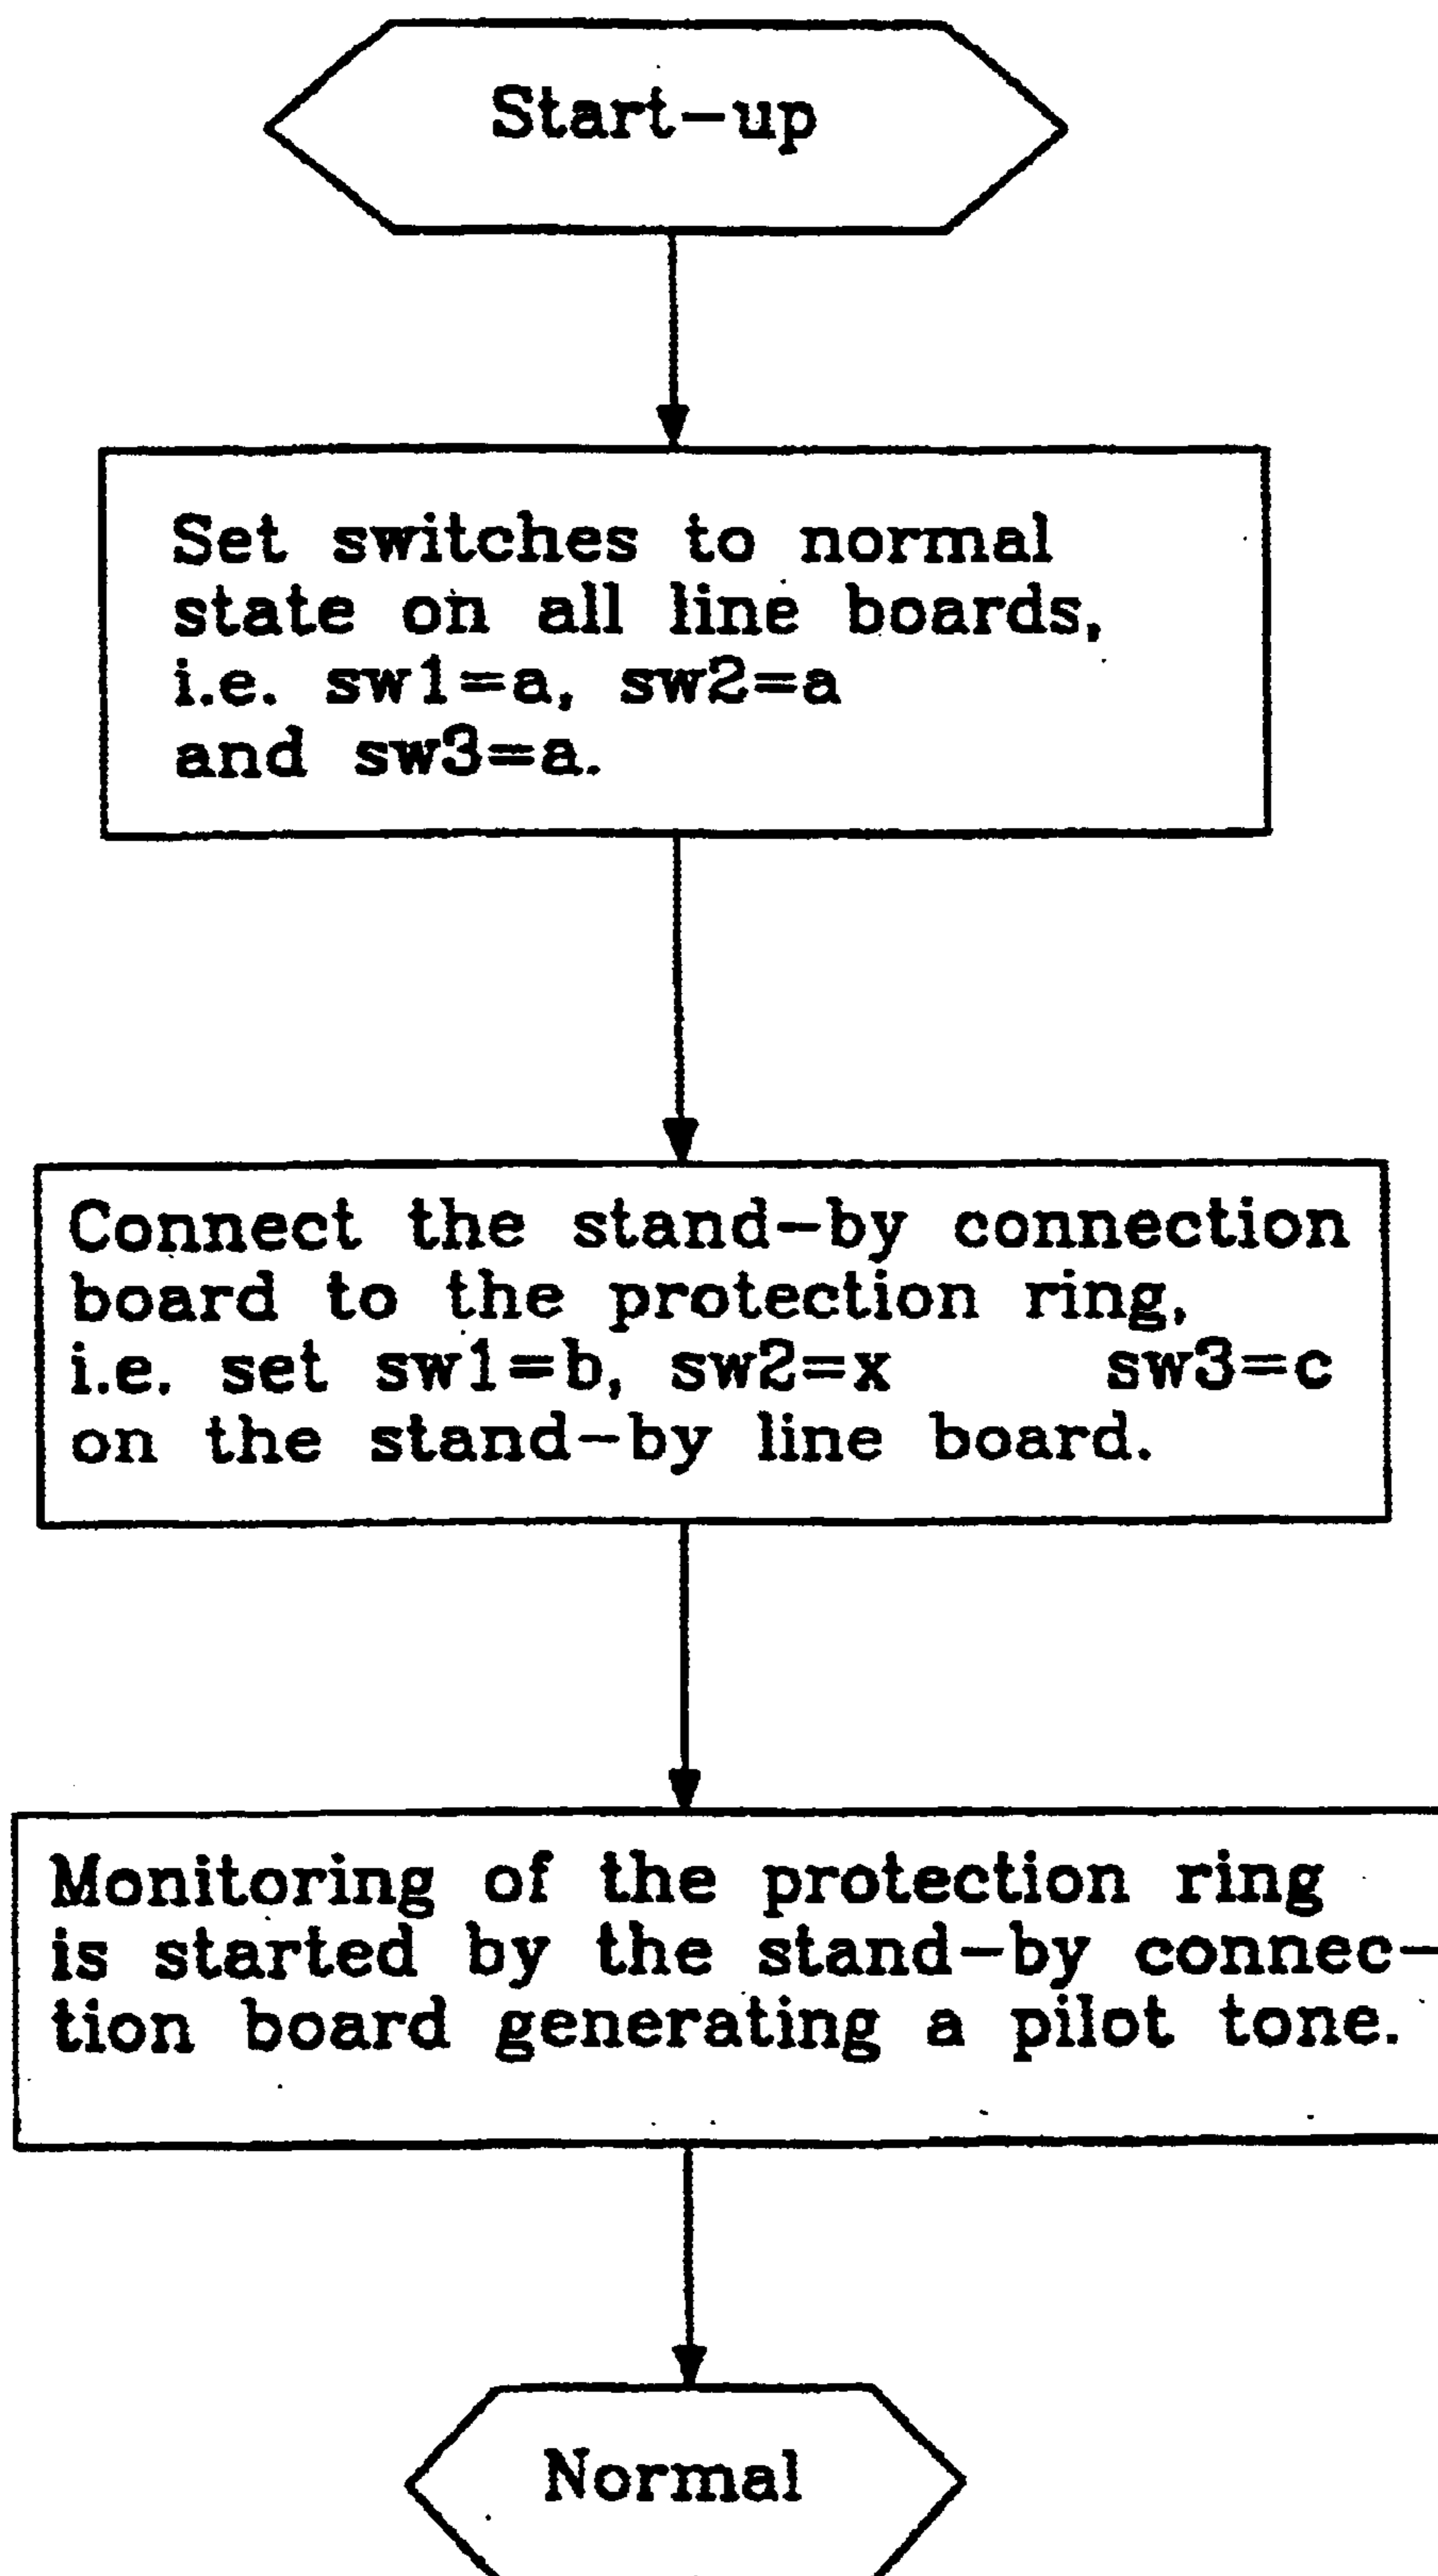 Start-up
Set switches to normal
state on all line boards,
i.e. sw1=a, sw2=a
and sw3=a.
Connect the stand-by connection
board to the protection ring,
i.e. set sw1=b, sw2=x sw3=c
on the stand-by line board.
Monitoring of the protection ring
is started by the stand-by connec-
tion board generating a pilot tone.
Normal